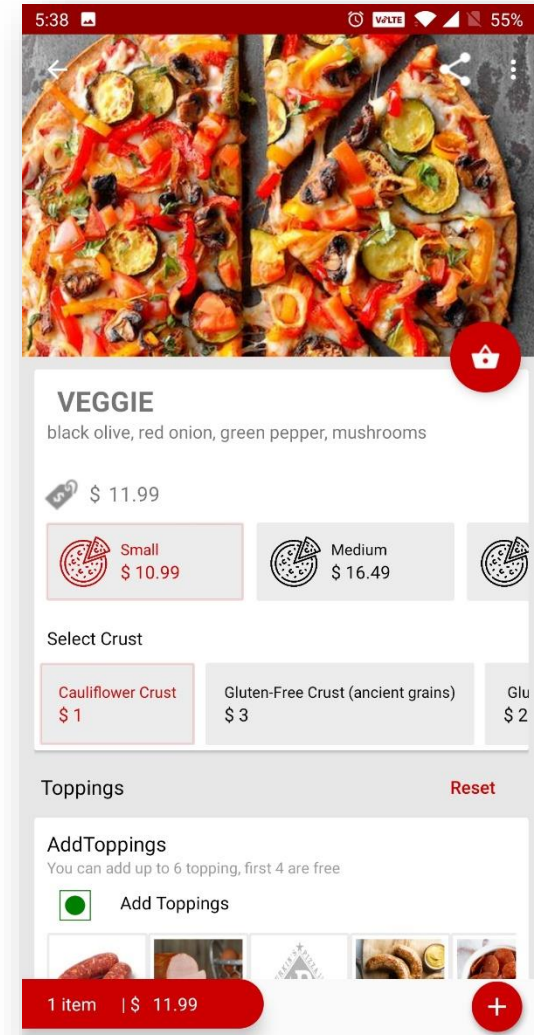 5:38
VoLTE
55%
VEGGIE
black olive, red onion, green pepper, mushrooms
$ 11.99
Small
$ 10.99
Medium
$ 16.49
Select Crust
Cauliflower Crust
$ 1
Gluten-Free Crust (ancient grains)
$ 3
Glu
$ 2
Toppings
Reset
AddToppings
You can add up to 6 topping, first 4 are free
Add Toppings
1 item | $ 11.99